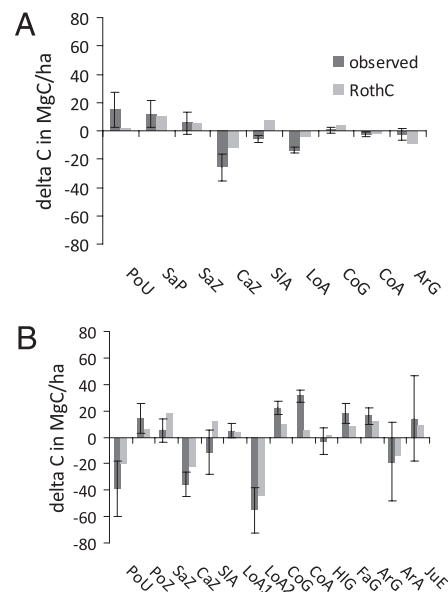 A
delta C in MgC/ha
80
60
40
20
0
-20
-40
-60
-80
observed
RothC
PoU SaP SaZ CaZ SlA LoA CoG CoA ArG
B
delta C in MgC/ha
80
60
40
20
0
-20
-40
-60
-80
PoU PoZ SaZ CaZ SlA LoA1 LoA2 CoG CoA HlG FaG ArG ArA JuE